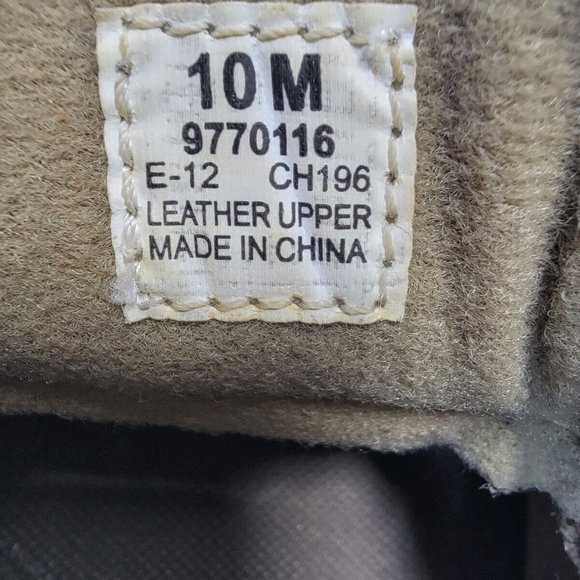 10 M
9770116
E-12 CH196
LEATHER UPPER
MADE IN CHINA